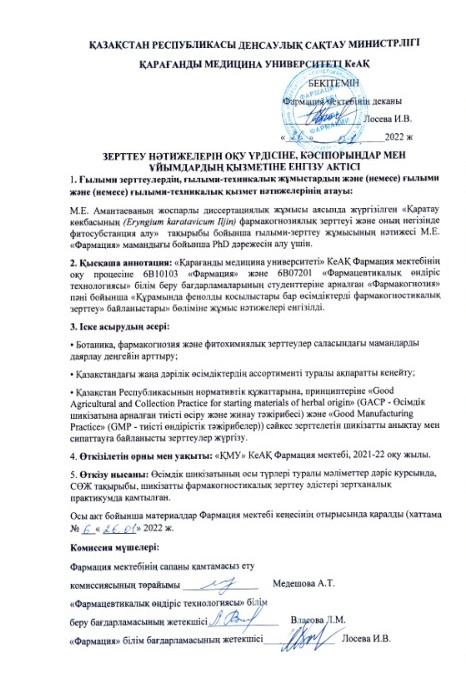 ҚАЗАҚСТАН РЕСПУБЛИКАСЫ ДЕНСАУЛЫҚ САҚТАУ МИНИСТРЛІГІ
ҚАРАҒАНДЫ МЕДИЦИНА УНИВЕРСИТЕТІ КеАҚ
БЕКІТЕМІН
Фармация мектебінің деканы
Лосева И.В.
« 26 » 01 2022 ж
ЗЕРТТЕУ НӘТИЖЕЛЕРІН ОҚУ ҮРДІСІНЕ, КӘСІПОРЫНДАР МЕН
ҰЙЫМДАРДЫҢ ҚЫЗМЕТІНЕ ЕНГІЗУ АКТІСІ
1. Ғылыми зерттеулердің, ғылыми-техникалық жұмыстардың және (немесе) ғылыми
және (немесе) ғылыми-техникалық қызмет нәтижелерінің атауы:
М.Е. Амантаеваның жоспарлы диссертациялық жұмысы аясында жүргізілген «Қаратау
көкбасының (Eryngium karatavicum Iljin) фармакогнозиялық зерттеуі және оның негізінде
фитосубстанция алу» тақырыбы бойынша ғылыми-зерттеу жұмысының нәтижесі М.Е.
«Фармация» мамандығы бойынша PhD дәрежесін алу үшін.
2. Қысқаша аннотация: «Қарағанды медицина университеті» КеАҚ Фармация мектебінің
оқу процесіне 6В10103 «Фармация» және 6В07201 «Фармацевтикалық өндіріс
технологиясы» білім беру бағдарламаларының студенттеріне арналған «Фармакогнозия»
пәні бойынша «Құрамында фенолды қосылыстары бар өсімдіктерді фармакогностикалық
зерттеу» байланыстары» бөліміне жұмыс нәтижелері енгізілді.
3. Іске асырудың әсері:
• Ботаника, фармакогнозия және фитохимиялық зерттеулер саласындағы мамандарды
даярлау деңгейін арттыру;
• Қазақстандағы жаңа дәрілік өсімдіктердің ассортименті туралы ақпаратты кеңейту;
• Қазақстан Республикасының нормативтік құжаттарына, принциптеріне «Good
Agricultural and Collection Practice for starting materials of herbal origin» (GACP - Өсімдік
шикізатына арналған тиісті өсіру және жинау тәжірибесі) және «Good Manufacturing
Practice» (GMP - тиісті өндірістік тәжірибелер)) сәйкес зерттелетін шикізатты анықтау мен
сипаттауға байланысты зерттеулер жүргізу.
4. Өткізілетін орны мен уақыты: «ҚМУ» КеАҚ Фармация мектебі, 2021-22 оқу жылы.
5. Өткізу нысаны: Өсімдік шикізатының осы түрлері туралы мәліметтер дәріс курсында,
СӨЖ тақырыбы, шикізатты фармакогностикалық зерттеу әдістері зертханалық
практикумда қамтылған.
Осы акт бойынша материалдар Фармация мектебі кеңесінің отырысында қаралды (хаттама
№ 6 « 26.01» 2022 ж.
Комиссия мүшелері:
Фармация мектебінің сапаны қамтамасыз ету
комиссиясының төрайымы Медешова А.Т.
«Фармацевтикалық өндіріс технологиясы» білім
беру бағдарламасының жетекшісі Власова Л.М.
«Фармация» білім бағдарламасының жетекшісі Лосева И.В.